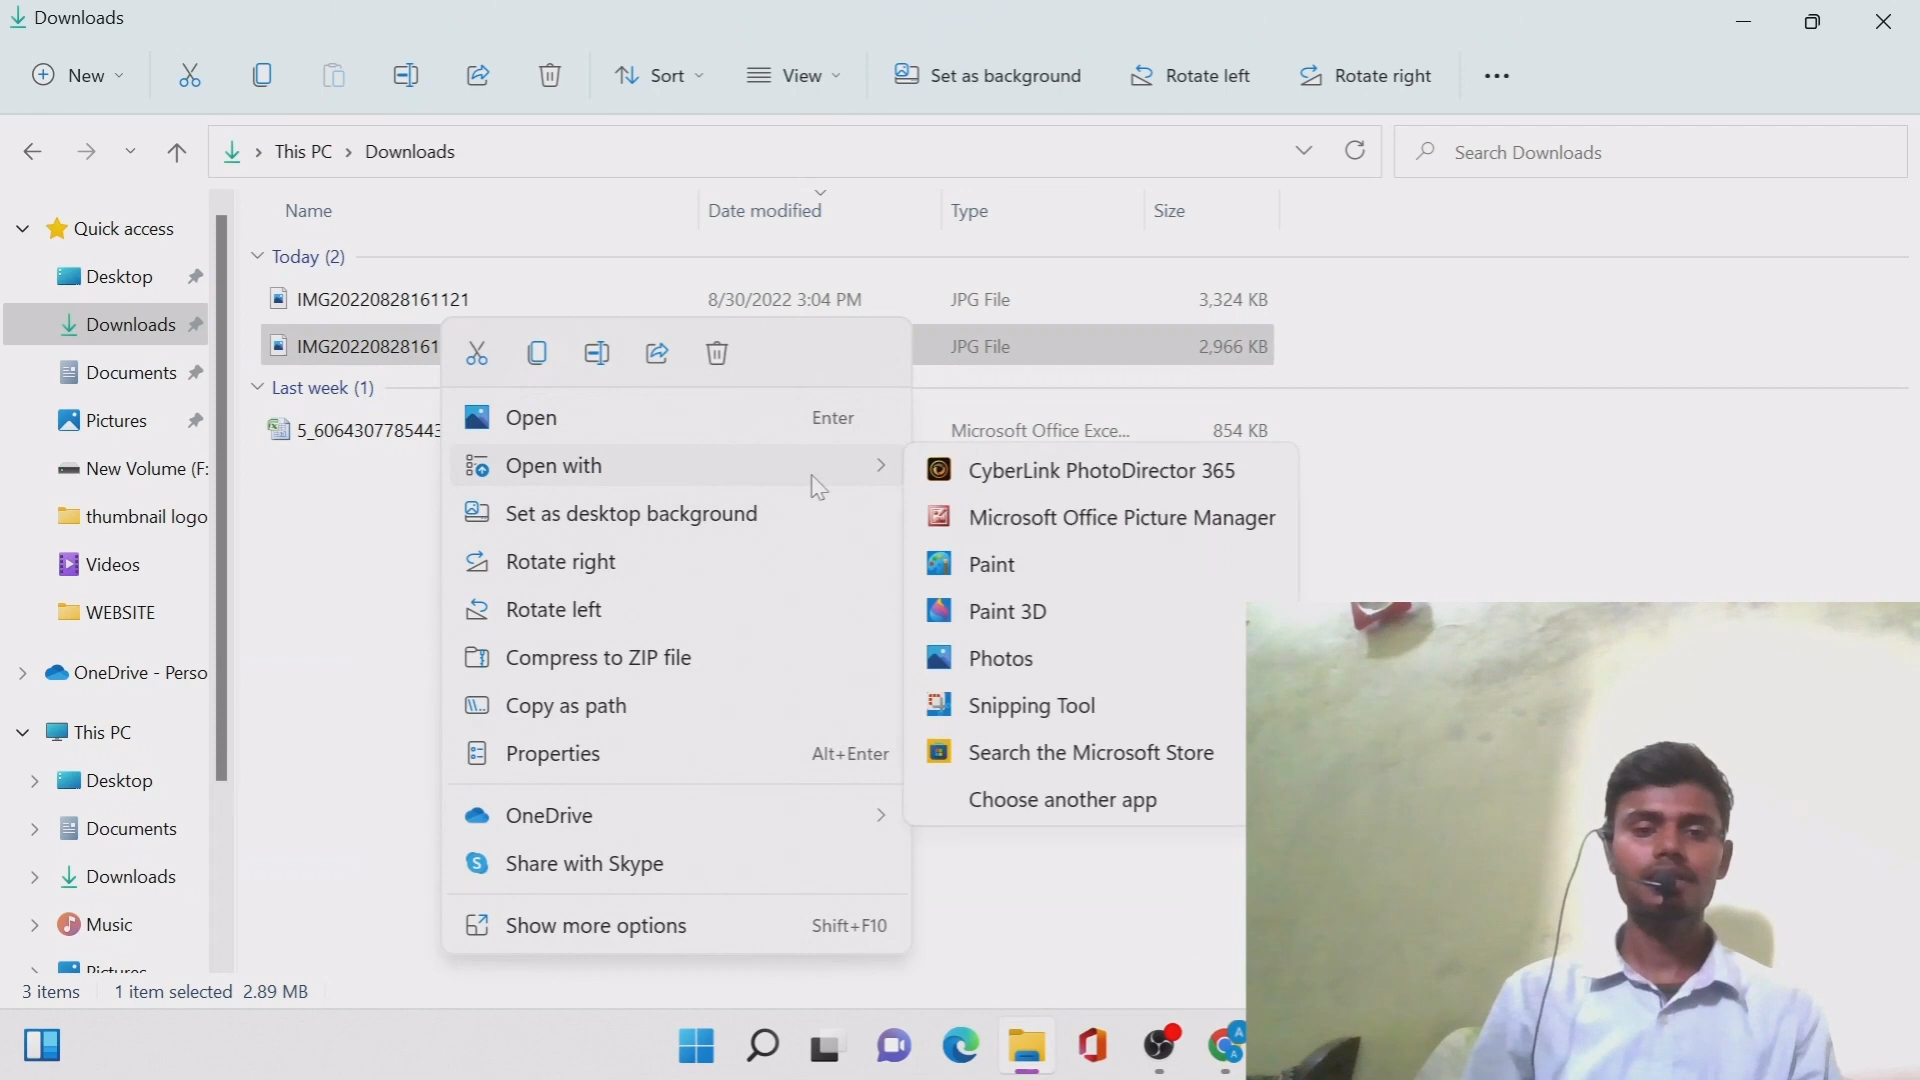 Downloads
New
Sort
View
Set as background
Rotate left
Rotate right
This PC
Downloads
Search Downloads
Name
Date modified
Type
Size
Quick access
Desktop
Downloads
Documents
Pictures
New Volume (F:
thumbnail logo
Videos
WEBSITE
OneDrive - Perso
This PC
Desktop
Documents
Downloads
Music
Pictures
Today (2)
IMG20220828161121
8/30/2022 3:04 PM
JPG File
3,324 KB
IMG20220828161
JPG File
2,966 KB
Last week (1)
5_6064307785443
Microsoft Office Exce...
854 KB
Open
Enter
Open with
Set as desktop background
Rotate right
Rotate left
Compress to ZIP file
Copy as path
Properties
Alt+Enter
OneDrive
Share with Skype
Show more options
Shift+F10
CyberLink PhotoDirector 365
Microsoft Office Picture Manager
Paint
Paint 3D
Photos
Snipping Tool
Search the Microsoft Store
Choose another app
3 items
1 item selected 2.89 MB